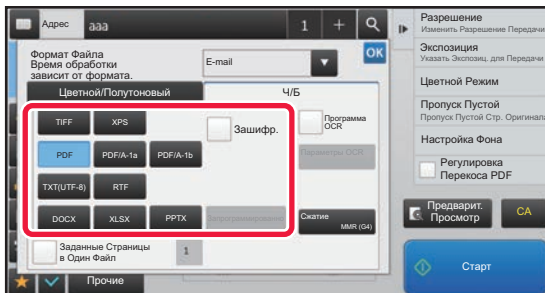 Адрес
aaa
1
+
Разрешение
Изменить Разрешение Передачи
Экспозиция
Указать Экспозиц. для Передачи
Цветной Режим
Пропуск Пустой
Пропуск Пустой Стр. Оригинала
Настройка Фона
Регулировка
Перекоса PDF
Предварит.
Просмотр
CA
Старт
Формат Файла
Время обработки
зависит от формата.
E-mail
OK
Цветной/Полутоновый
Ч/Б
TIFF
XPS
Зашифр.
Программа
OCR
PDF
PDF/A-1a
PDF/A-1b
Параметры OCR
TXT(UTF-8)
RTF
DOCX
XLSX
PPTX
Сжатие
MMR (G4)
Заданные Страницы
в Один Файл
1
Прочие